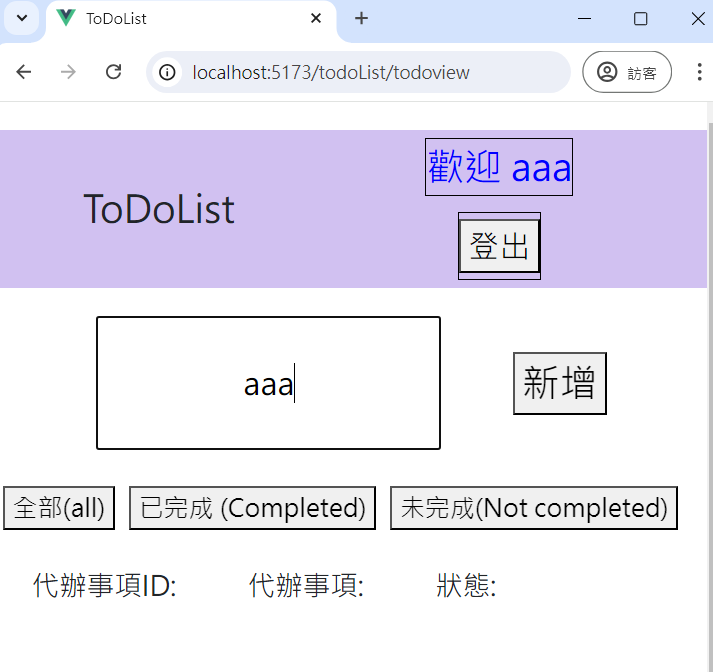 ToDoList
localhost:5173/todoList/todoview
訪客
歡迎 aaa
ToDoList
登出
aaa
新增
全部(all) 已完成 (Completed) 未完成(Not completed)
代辦事項ID: 代辦事項: 狀態: